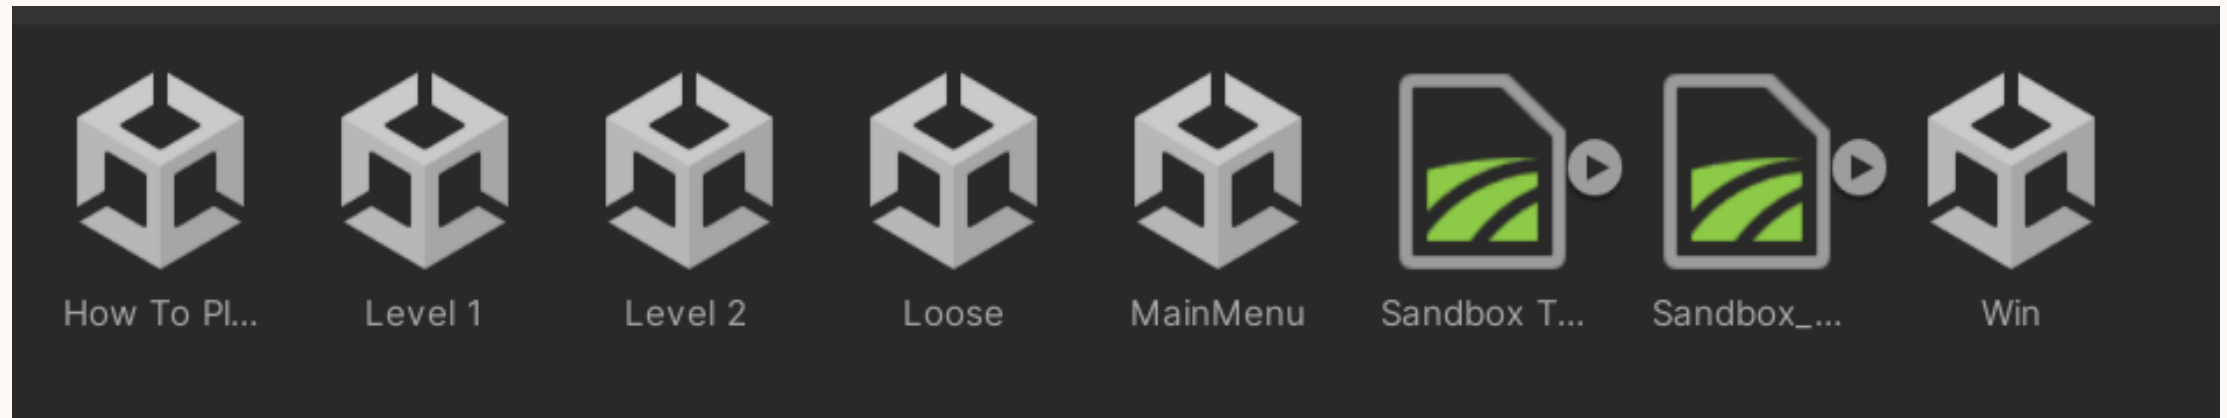 How To Pl...
Level 1
Level 2
Loose
MainMenu
Sandbox T...
Sandbox_...
Win